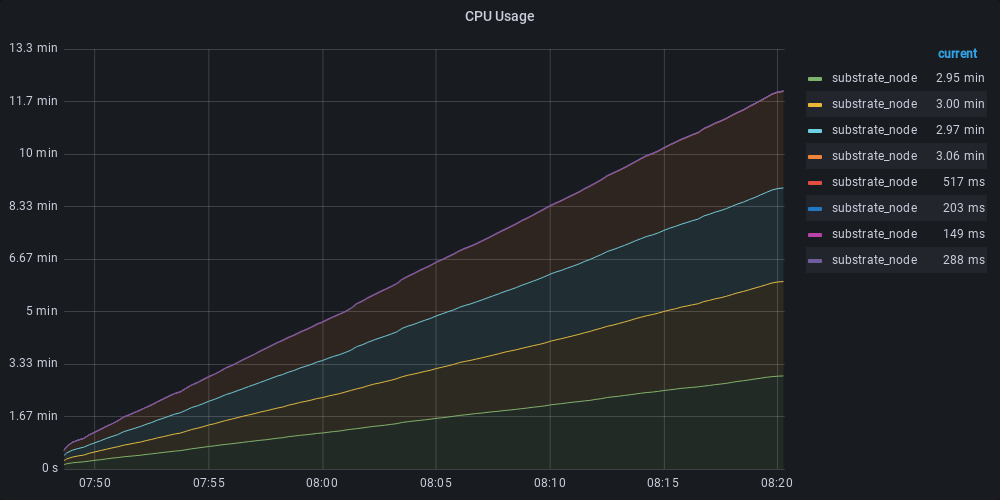 CPU Usage
13.3 min
11.7 min
10 min
8.33 min
6.67 min
5 min
3.33 min
1.67 min
0 s
07:50 07:55 08:00 08:05 08:10 08:15 08:20
current
substrate_node 2.95 min
substrate_node 3.00 min
substrate_node 2.97 min
substrate_node 3.06 min
substrate_node 517 ms
substrate_node 203 ms
substrate_node 149 ms
substrate_node 288 ms